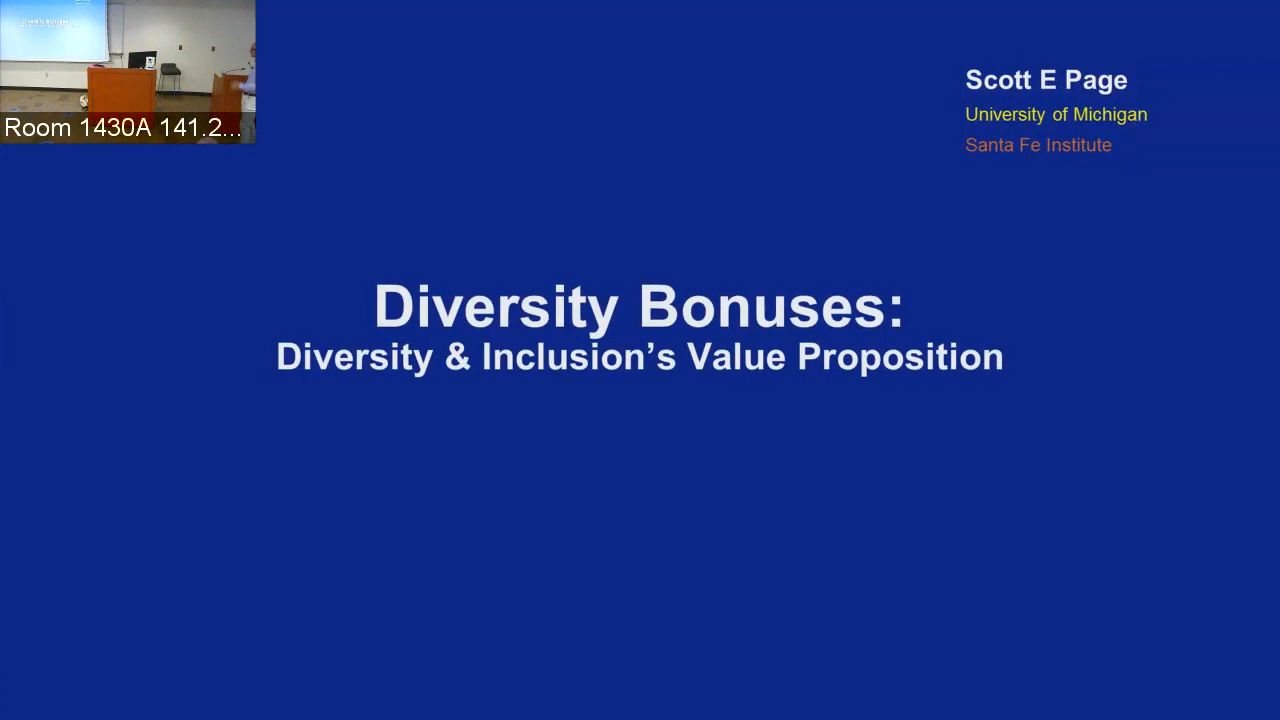 Room 1430A 141.2...
Scott E Page
University of Michigan
Santa Fe Institute
Diversity Bonuses:
Diversity & Inclusion's Value Proposition